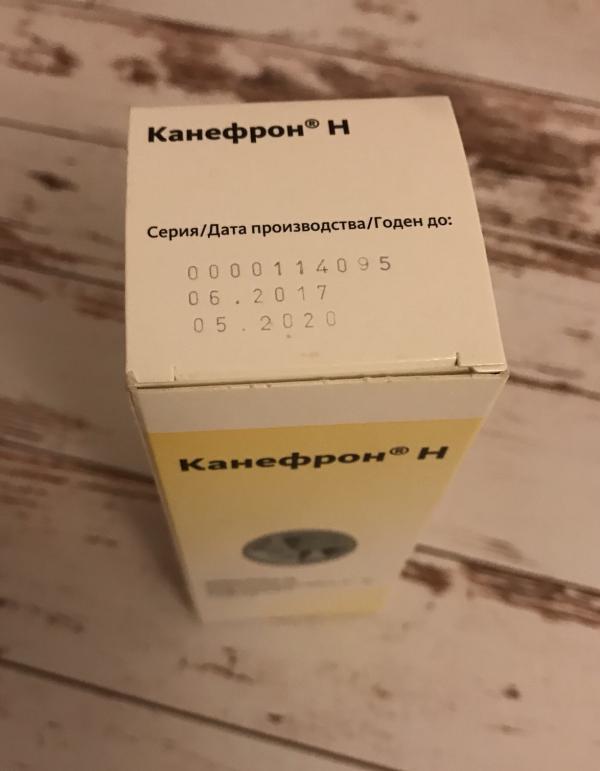 Канефрон® Н
Серия/Дата производства/Годен до:
0000114095
06.2017
05.2020
Канефрон® Н